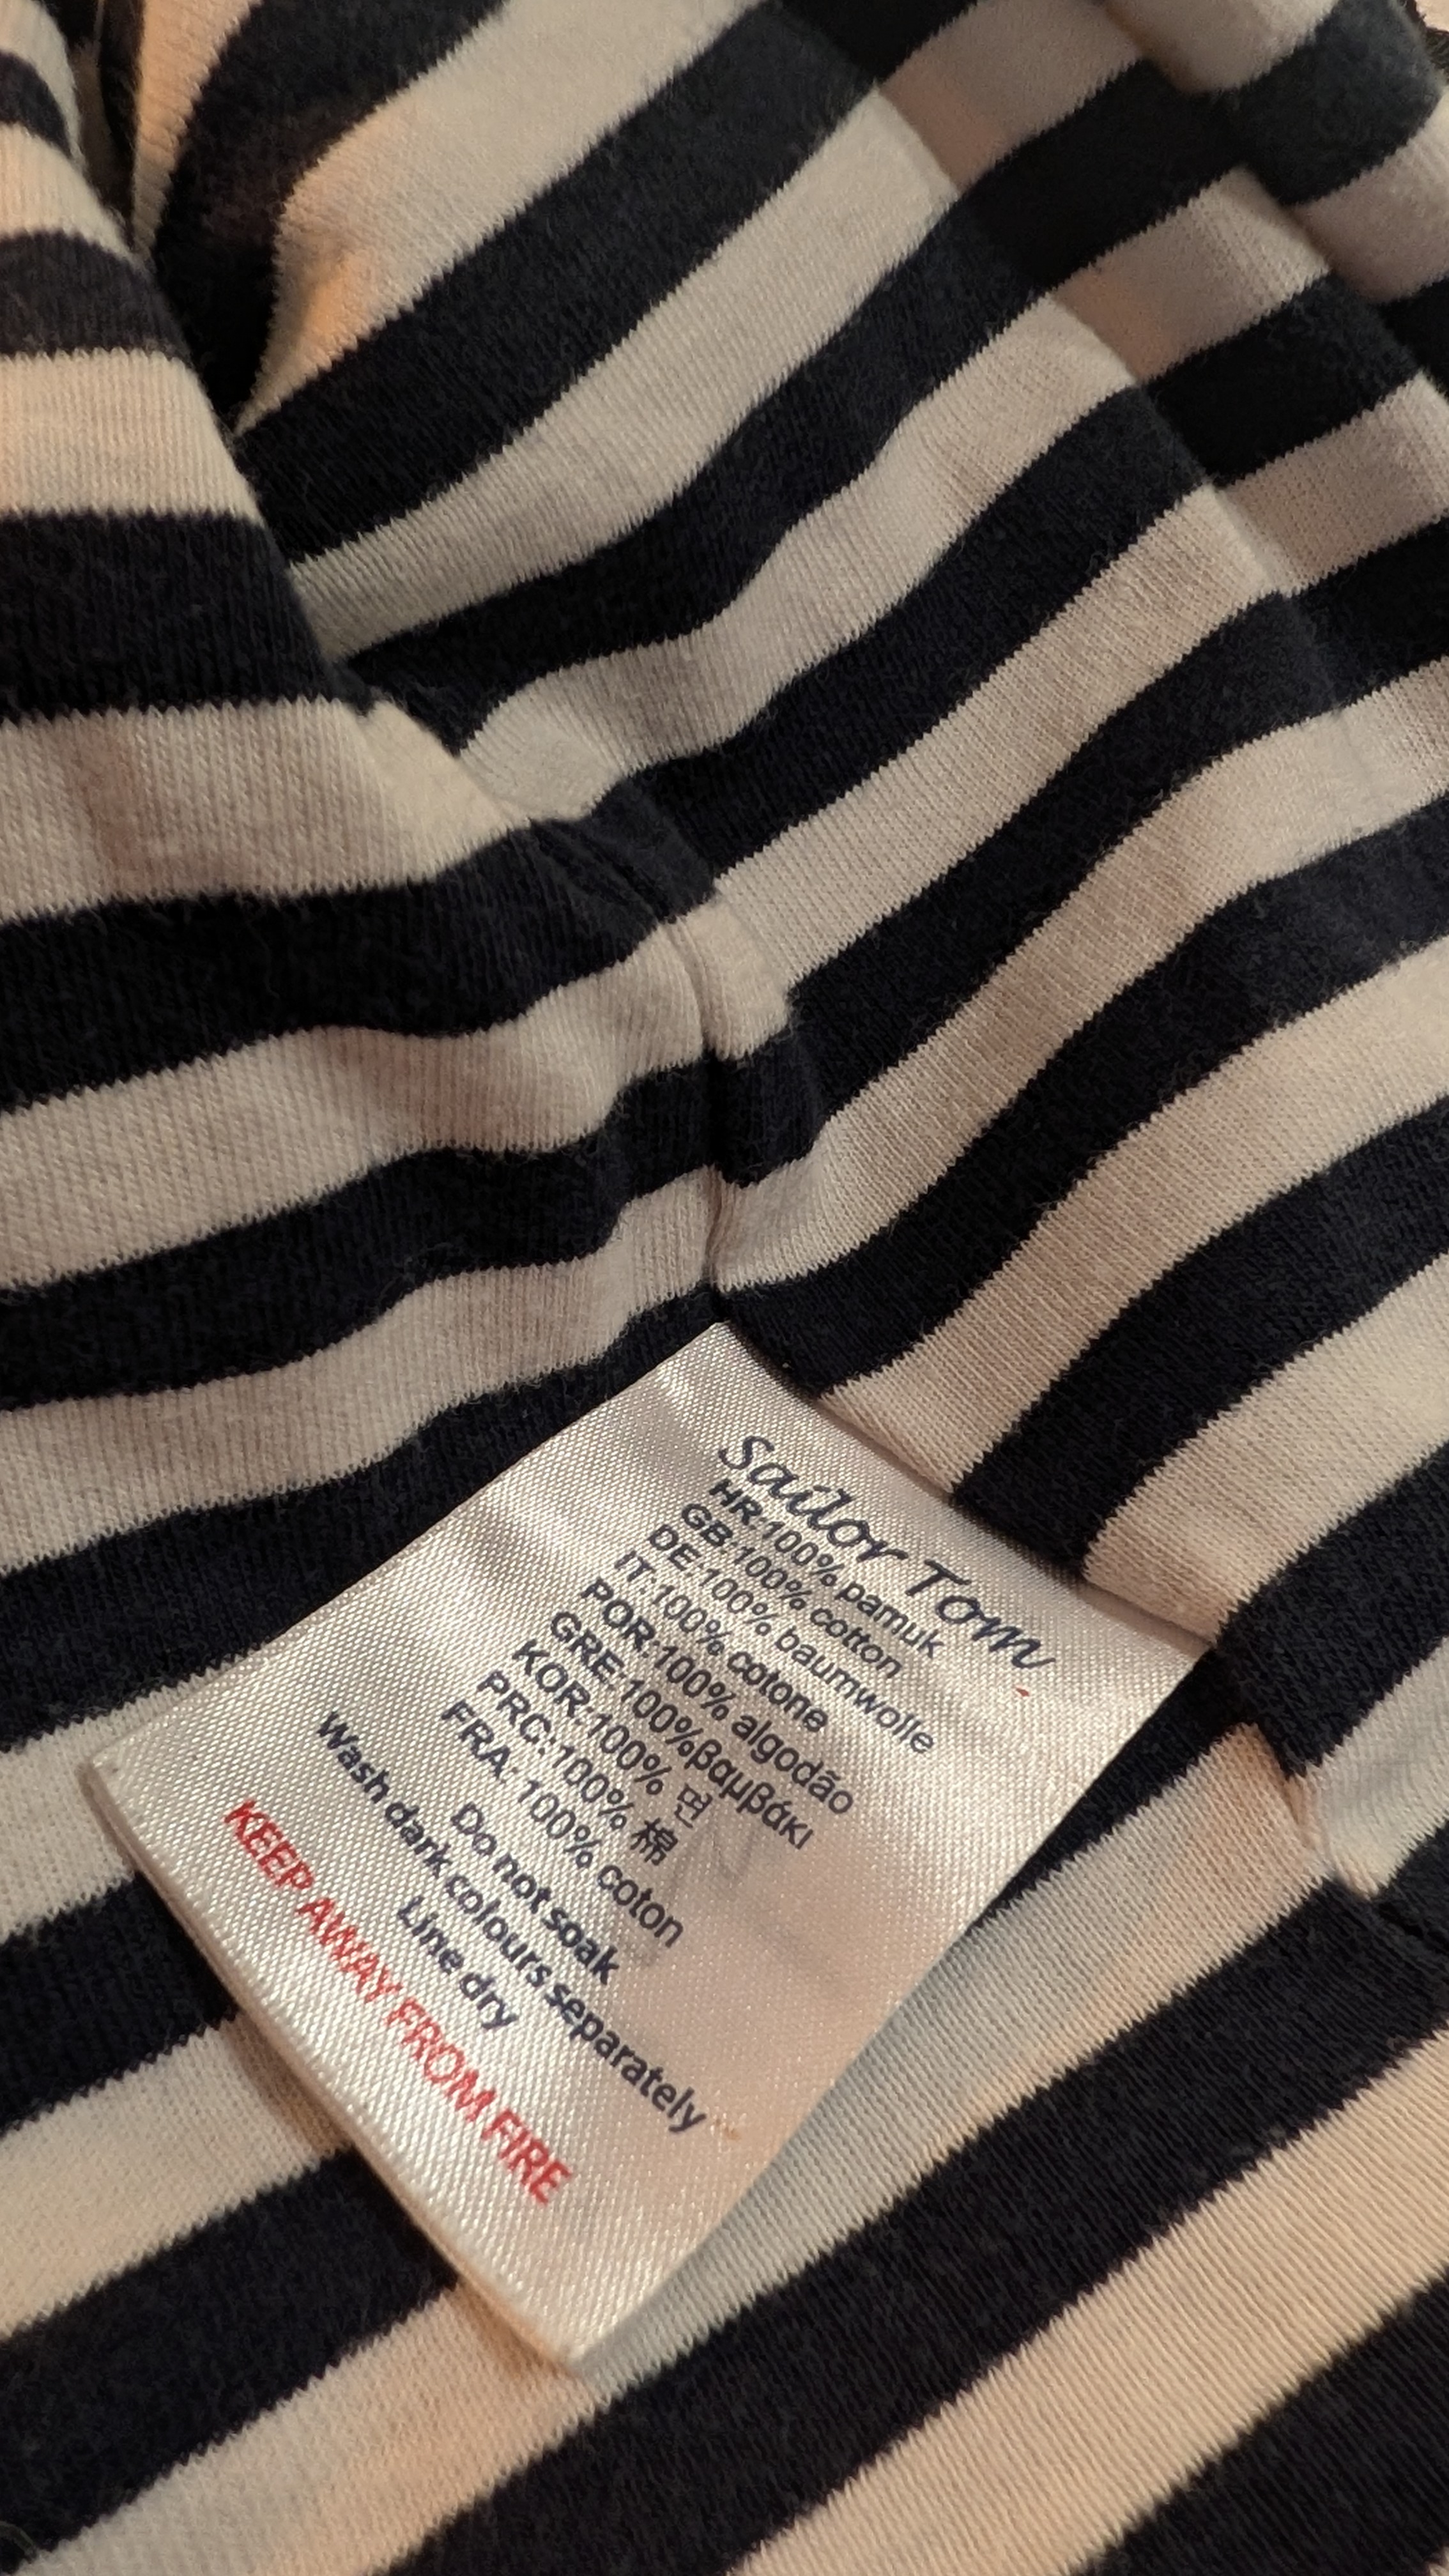 Sailor Tom
HR:100% pamuk
GB:100% cotton
DE:100% baumwolle
IT:100% cotone
POR:100% algodão
GRE:100%βαμβάκι
KOR:100% 면
PRC:100% 棉
FRA: 100% coton
Do not soak
Wash dark colours separately
Line dry
KEEP AWAY FROM FIRE